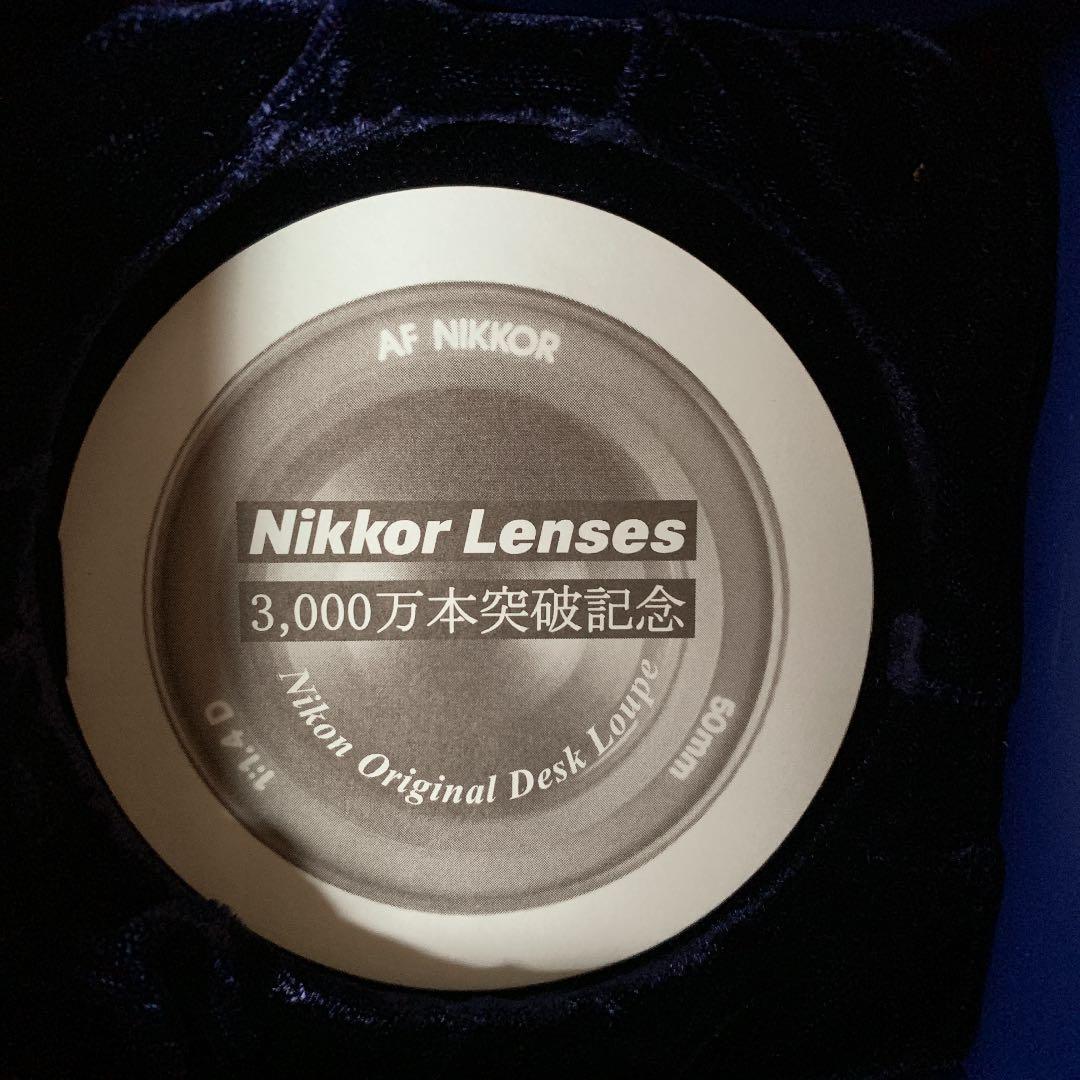 AF NIKKOR
Nikkor Lenses
3,000万本突破記念
Nikon Original Desk Loupe
1:1.4 D
50mm